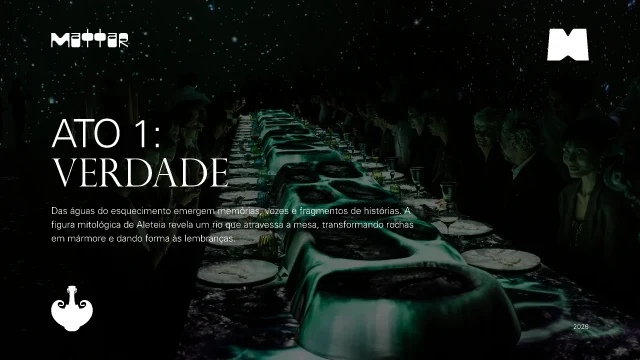 MATTER
ATO 1:
VERDADE
Das águas do esquecimento emergem memórias, vozes e fragmentos de histórias. A
figura mitológica de Aleteia revela um rio que atravessa a mesa, transformando rochas
em mármore e dando forma às lembranças.
2026